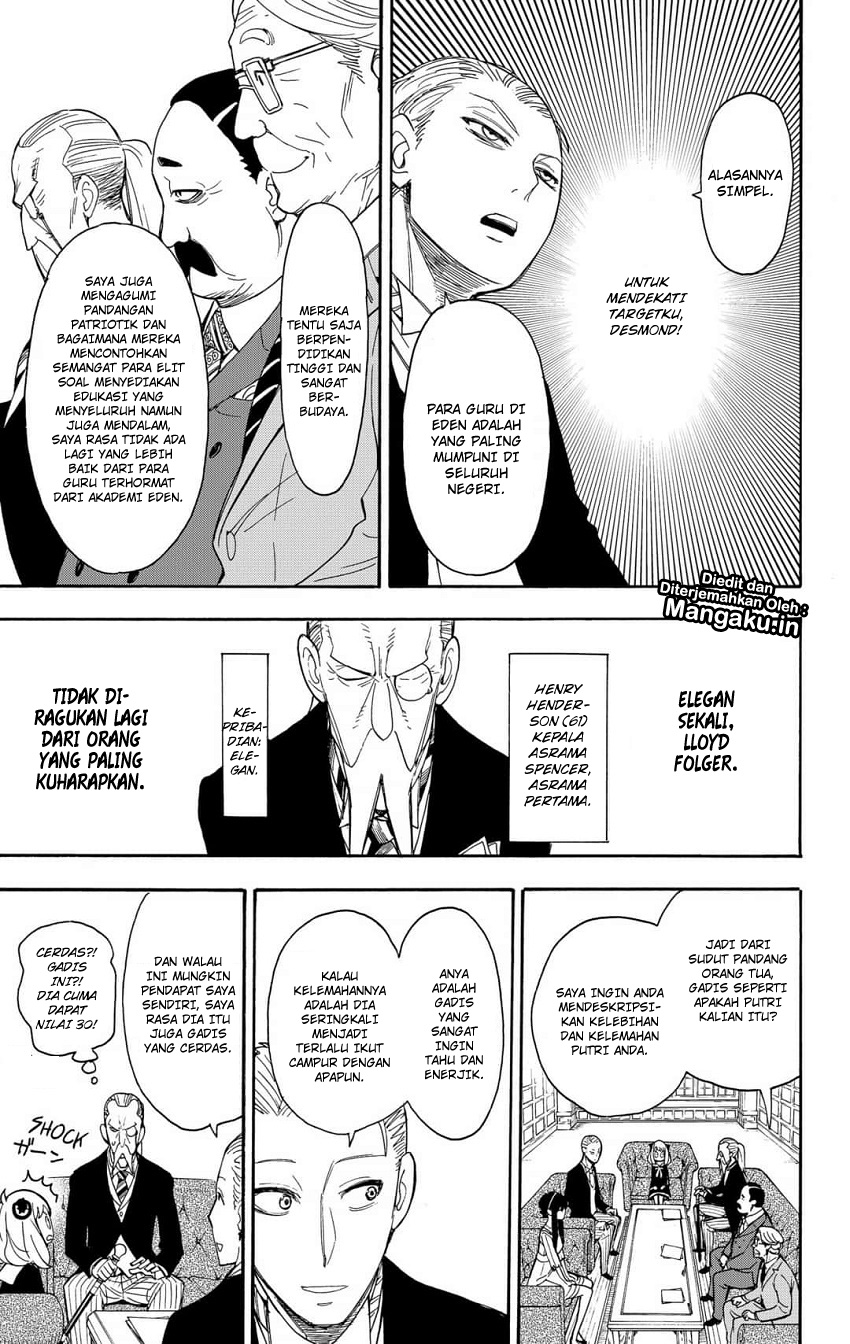 ALASANNYA
SIMPEL.
UNTUK
MENDEKATI
TARGETKU,
DESMOND!
PARA GURU DI
EDEN ADALAH
YANG PALING
MUMPUNI DI
SELURUH
NEGERI.
MEREKA
TENTU SAJA
BERPEN-
DIDIKAN
TINGGI DAN
SANGAT
BER-
BUDAYA.
SAYA JUGA
MENGAGUMI
PANDANGAN
PATRIOTIK DAN
BAGAIMANA MEREKA
MENCONTOHKAN
SEMANGAT PARA ELIT
SOAL MENYEDIAKAN
EDUKASI YANG
MENYELURUH NAMUN
JUGA MENDALAM,
SAYA RASA TIDAK ADA
LAGI YANG LEBIH
BAIK DARI PARA
GURU TERHORMAT
DARI AKADEMI EDEN.
Diedit dan
Diterjemahkan Oleh :
Mangaku.in
ELEGAN
SEKALI,
LLOYD
FOLGER.
HENRY
HENDER-
SON (61)
KEPALA
ASRAMA
SPENCER,
ASRAMA
PERTAMA.
KE-
PRIBA-
DIAN:
ELE-
GAN.
TIDAK DI-
RAGUKAN LAGI
DARI ORANG
YANG PALING
KUHARAPKAN.
JADI DARI
SUDUT PANDANG
ORANG TUA,
GADIS SEPERTI
APAKAH PUTRI
KALIAN ITU?
SAYA INGIN ANDA
MENDESKRIPSI-
KAN KELEBIHAN
DAN KELEMAHAN
PUTRI ANDA.
ANYA
ADALAH
GADIS
YANG
SANGAT
INGIN
TAHU DAN
ENERJIK.
KALAU
KELEMAHANNYA
ADALAH DIA
SERINGKALI
MENJADI
TERLALU IKUT
CAMPUR DENGAN
APAPUN.
DAN WALAU
INI MUNGKIN
PENDAPAT SAYA
SENDIRI, SAYA
RASA DIA ITU
JUGA GADIS
YANG CERDAS.
CERDAS?!
GADIS
INI?!
DIA CUMA
DAPAT
NILAI 30!
SHOCK
ガーン